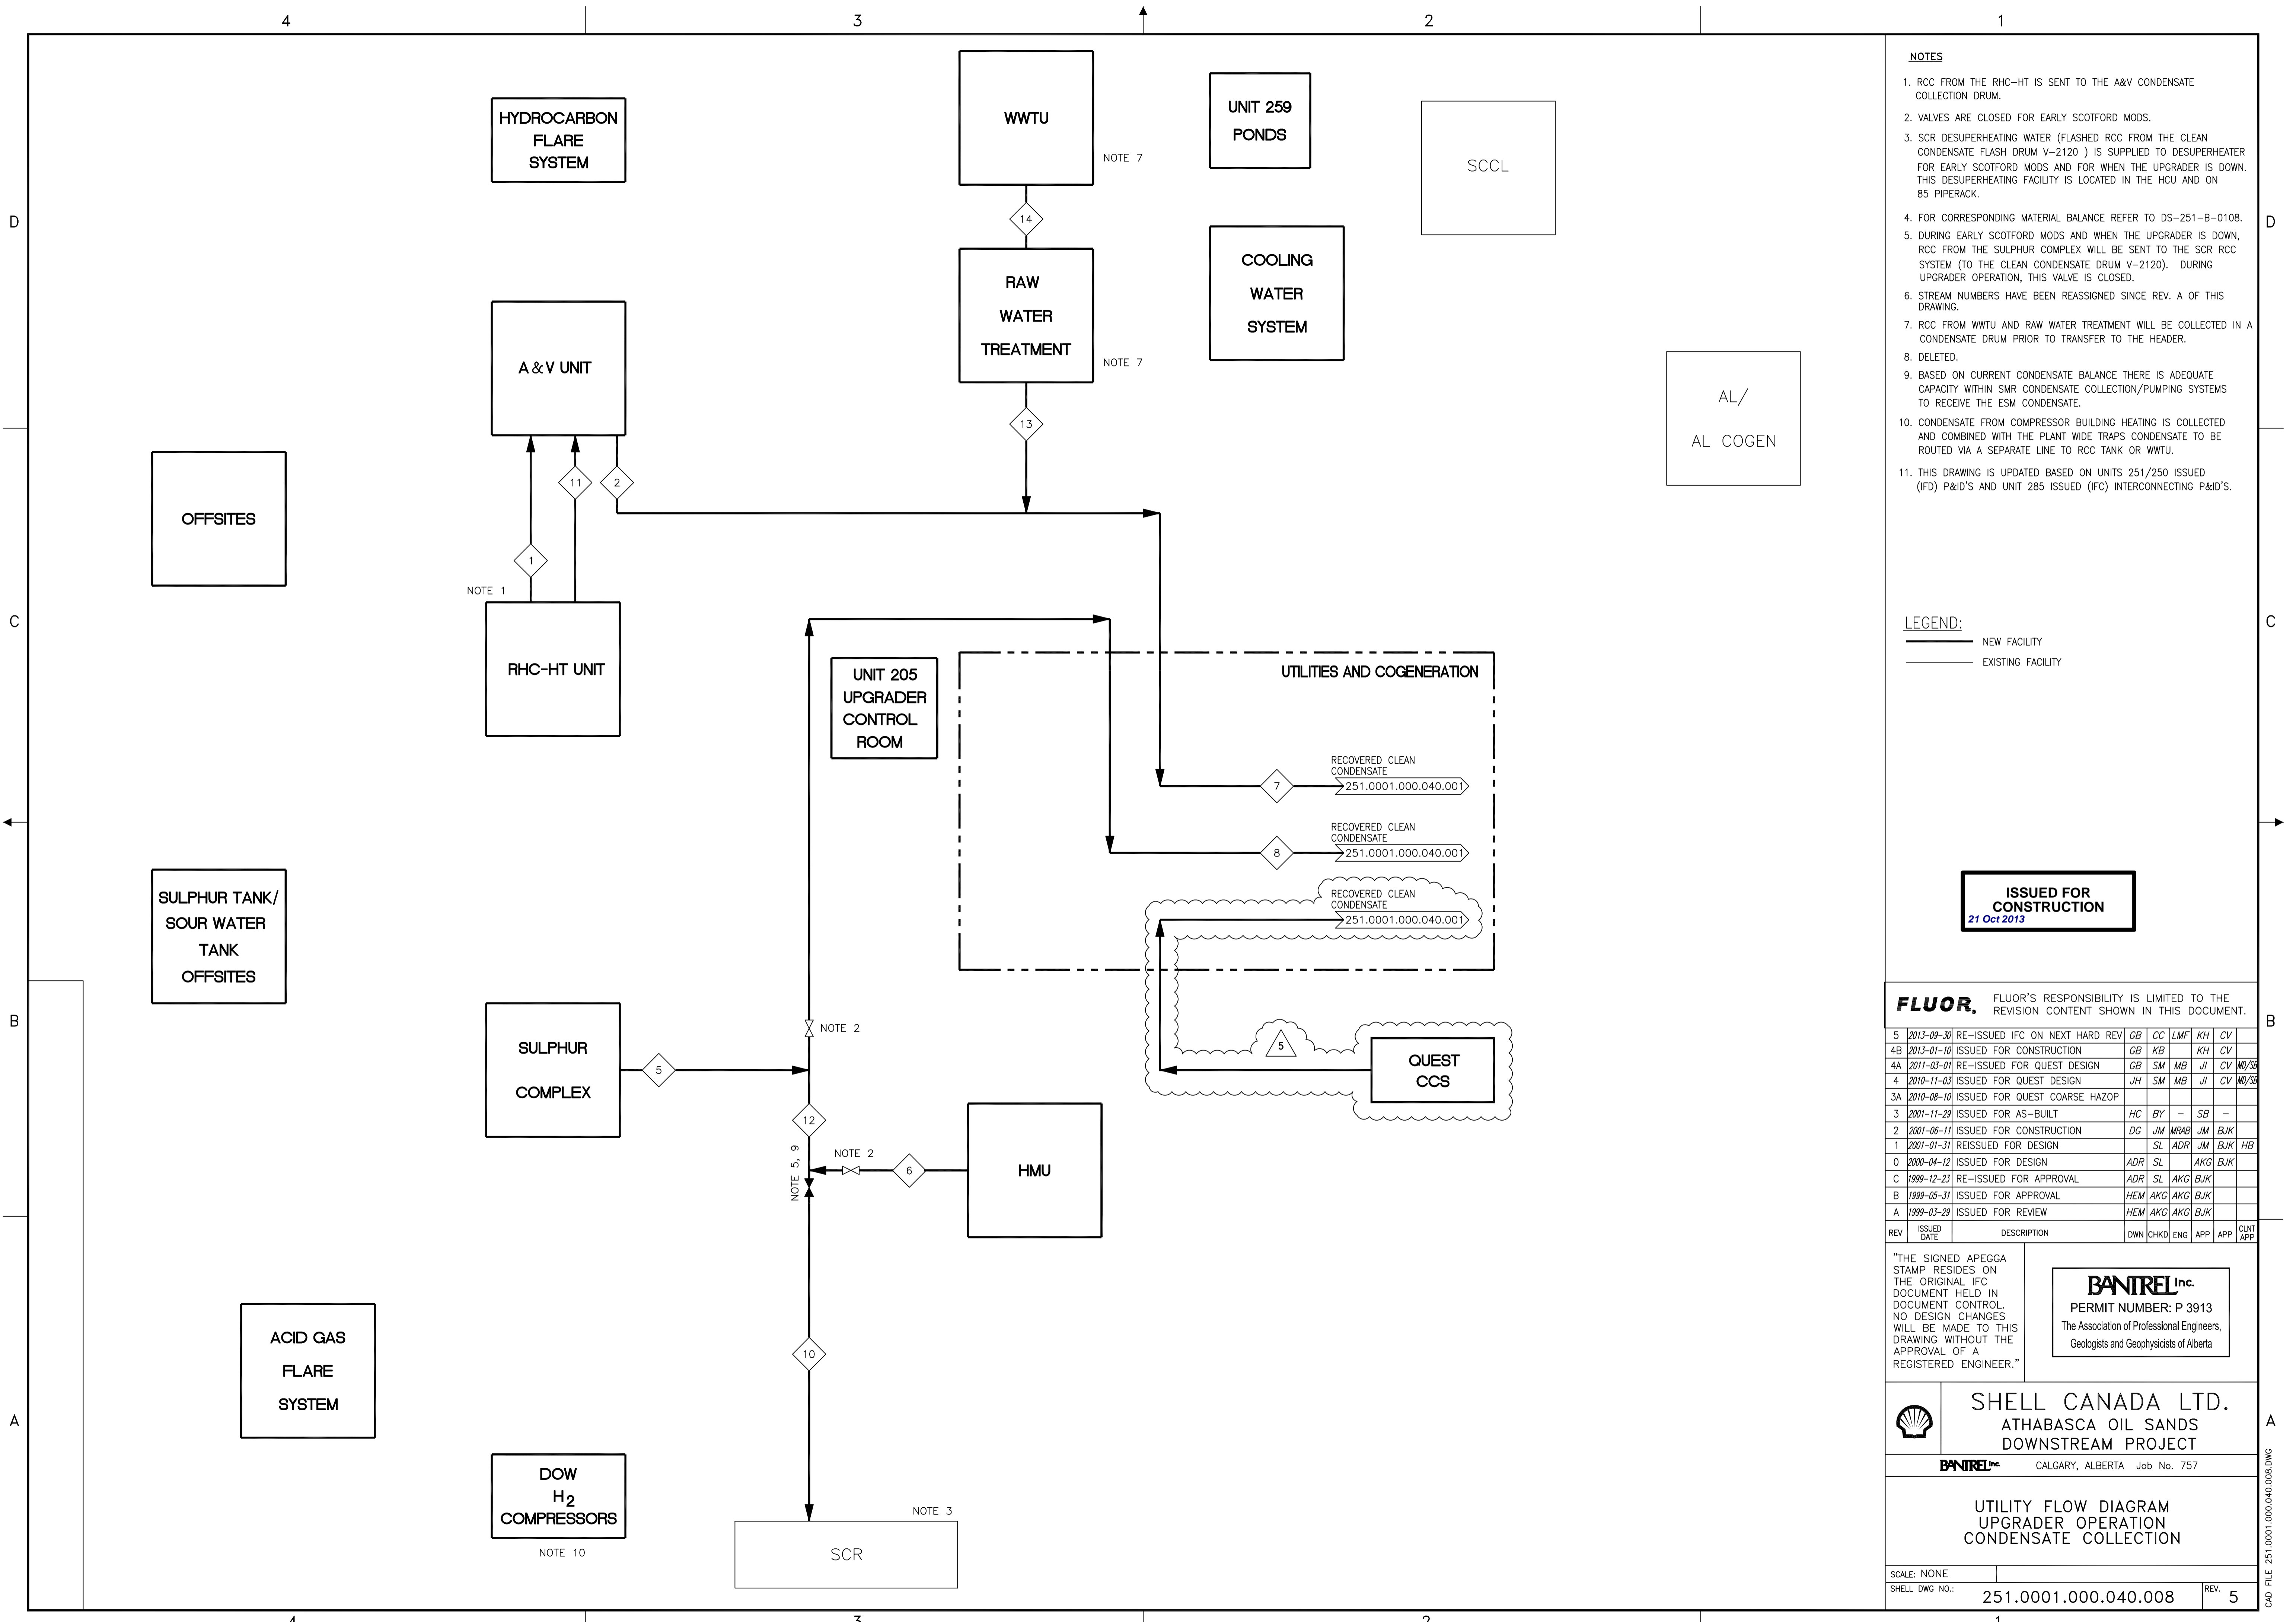 4
3
2
1
D
C
B
A
HYDROCARBON
FLARE
SYSTEM
WWTU
NOTE 7
UNIT 259
PONDS
SCCL
14
RAW
WATER
TREATMENT
NOTE 7
COOLING
WATER
SYSTEM
A&V UNIT
AL/
AL COGEN
13
11
2
OFFSITES
1
NOTE 1
RHC-HT UNIT
UNIT 205
UPGRADER
CONTROL
ROOM
UTILITIES AND COGENERATION
RECOVERED CLEAN
CONDENSATE
7
251.0001.000.040.001
RECOVERED CLEAN
CONDENSATE
8
251.0001.000.040.001
RECOVERED CLEAN
CONDENSATE
251.0001.000.040.001
SULPHUR TANK/
SOUR WATER
TANK
OFFSITES
NOTE 2
SULPHUR
COMPLEX
5
5
QUEST
CCS
12
NOTE 5, 9
NOTE 2
6
HMU
ACID GAS
FLARE
SYSTEM
10
DOW
H2
COMPRESSORS
NOTE 10
NOTE 3
SCR
NOTES
1. RCC FROM THE RHC-HT IS SENT TO THE A&V CONDENSATE
COLLECTION DRUM.
2. VALVES ARE CLOSED FOR EARLY SCOTFORD MODS.
3. SCR DESUPERHEATING WATER (FLASHED RCC FROM THE CLEAN
CONDENSATE FLASH DRUM V-2120 ) IS SUPPLIED TO DESUPERHEATER
FOR EARLY SCOTFORD MODS AND FOR WHEN THE UPGRADER IS DOWN.
THIS DESUPERHEATING FACILITY IS LOCATED IN THE HCU AND ON
85 PIPERACK.
4. FOR CORRESPONDING MATERIAL BALANCE REFER TO DS-251-B-0108.
5. DURING EARLY SCOTFORD MODS AND WHEN THE UPGRADER IS DOWN,
RCC FROM THE SULPHUR COMPLEX WILL BE SENT TO THE SCR RCC
SYSTEM (TO THE CLEAN CONDENSATE DRUM V-2120). DURING
UPGRADER OPERATION, THIS VALVE IS CLOSED.
6. STREAM NUMBERS HAVE BEEN REASSIGNED SINCE REV. A OF THIS
DRAWING.
7. RCC FROM WWTU AND RAW WATER TREATMENT WILL BE COLLECTED IN A
CONDENSATE DRUM PRIOR TO TRANSFER TO THE HEADER.
8. DELETED.
9. BASED ON CURRENT CONDENSATE BALANCE THERE IS ADEQUATE
CAPACITY WITHIN SMR CONDENSATE COLLECTION/PUMPING SYSTEMS
TO RECEIVE THE ESM CONDENSATE.
10. CONDENSATE FROM COMPRESSOR BUILDING HEATING IS COLLECTED
AND COMBINED WITH THE PLANT WIDE TRAPS CONDENSATE TO BE
ROUTED VIA A SEPARATE LINE TO RCC TANK OR WWTU.
11. THIS DRAWING IS UPDATED BASED ON UNITS 251/250 ISSUED
(IFD) P&ID'S AND UNIT 285 ISSUED (IFC) INTERCONNECTING P&ID'S.
LEGEND:
NEW FACILITY
EXISTING FACILITY
ISSUED FOR
CONSTRUCTION
21 Oct 2013
FLUOR. FLUOR'S RESPONSIBILITY IS LIMITED TO THE
REVISION CONTENT SHOWN IN THIS DOCUMENT.
5 2013-09-30 RE-ISSUED IFC ON NEXT HARD REV GB CC LMF KH CV
4B 2013-01-10 ISSUED FOR CONSTRUCTION GB KB KH CV
4A 2011-03-01 RE-ISSUED FOR QUEST DESIGN GB SM MB JI CV MD/SB
4 2010-11-03 ISSUED FOR QUEST DESIGN JH SM MB JI CV MD/SB
3A 2010-08-10 ISSUED FOR QUEST COARSE HAZOP
3 2001-11-29 ISSUED FOR AS-BUILT HC BY - SB -
2 2001-06-11 ISSUED FOR CONSTRUCTION DG JM MRAB JM BJK
1 2001-01-31 REISSUED FOR DESIGN SL ADR JM BJK HB
0 2000-04-12 ISSUED FOR DESIGN ADR SL AKG BJK
C 1999-12-23 RE-ISSUED FOR APPROVAL ADR SL AKG BJK
B 1999-05-31 ISSUED FOR APPROVAL HEM AKG AKG BJK
A 1999-03-29 ISSUED FOR REVIEW HEM AKG AKG BJK
REV ISSUED DATE DESCRIPTION DWN CHKD ENG APP APP CLNT APP
"THE SIGNED APEGGA
STAMP RESIDES ON
THE ORIGINAL IFC
DOCUMENT HELD IN
DOCUMENT CONTROL.
NO DESIGN CHANGES
WILL BE MADE TO THIS
DRAWING WITHOUT THE
APPROVAL OF A
REGISTERED ENGINEER."
BANTREL Inc.
PERMIT NUMBER: P 3913
The Association of Professional Engineers,
Geologists and Geophysicists of Alberta
SHELL CANADA LTD.
ATHABASCA OIL SANDS
DOWNSTREAM PROJECT
BANTREL Inc. CALGARY, ALBERTA Job No. 757
UTILITY FLOW DIAGRAM
UPGRADER OPERATION
CONDENSATE COLLECTION
SCALE: NONE
SHELL DWG NO.: 251.0001.000.040.008 REV. 5
CAD FILE 251.0001.000.040.008.DWG
D
C
B
A
4
3
2
1